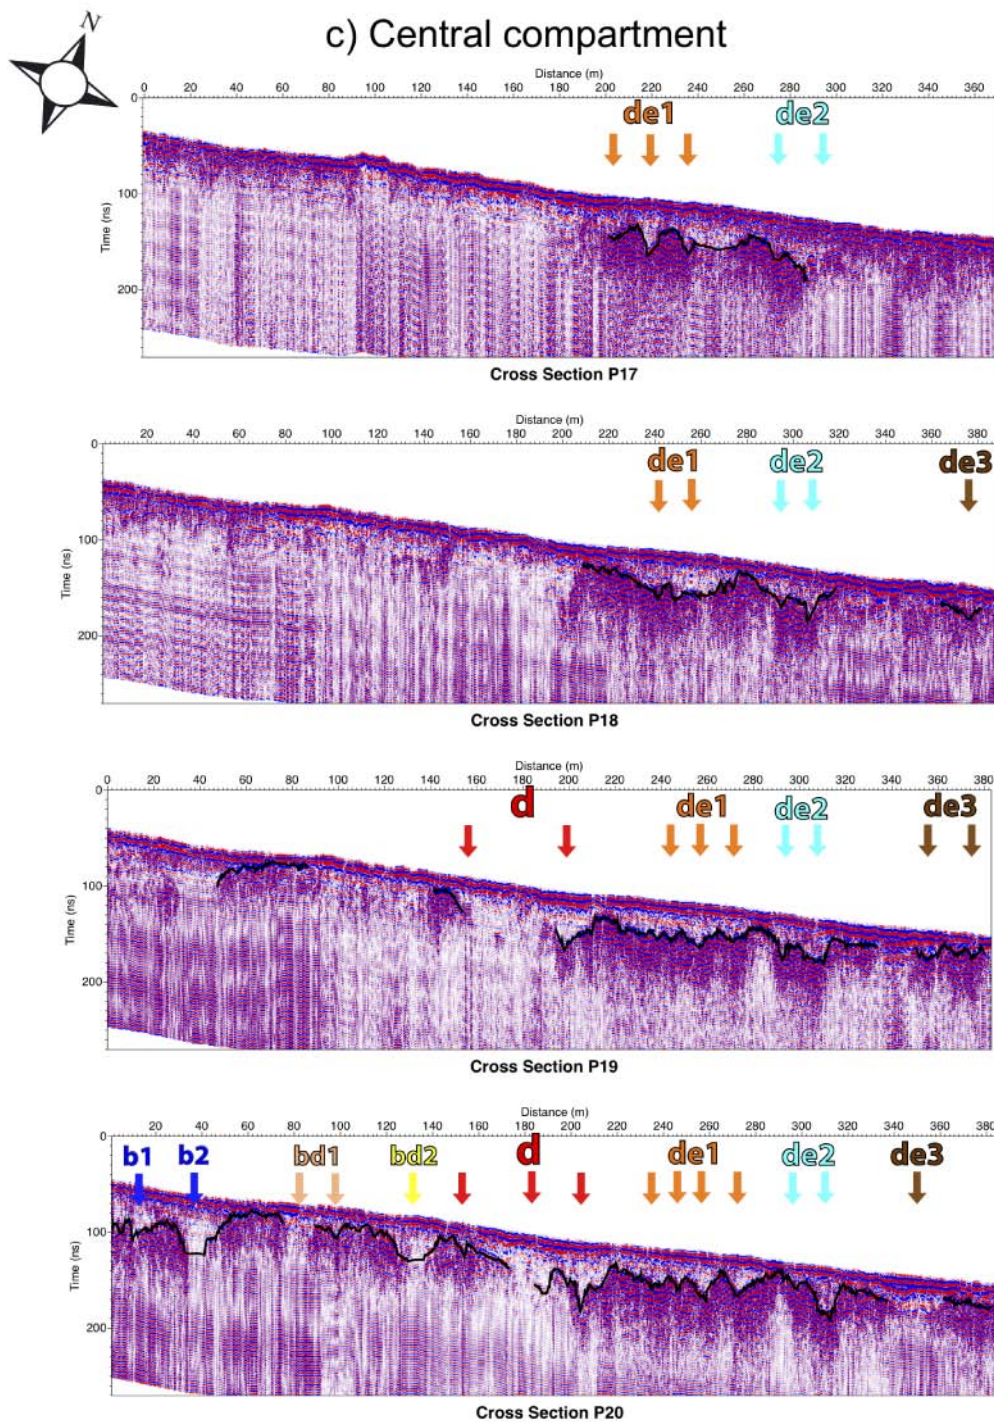 N
c) Central compartment
Distance (m)
0 20 40 60 80 100 120 140 160 180 200 220 240 260 280 300 320 340 360
0
de1 de2
100
Time (ns)
200
Cross Section P17
Distance (m)
20 40 60 80 100 120 140 160 180 200 220 240 260 280 300 320 340 360 380
0
de1 de2 de3
100
Time (ns)
200
Cross Section P18
Distance (m)
0 20 40 60 80 100 120 140 160 180 200 220 240 260 280 300 320 340 360 380
0
d de1 de2 de3
100
Time (ns)
200
Cross Section P19
Distance (m)
20 40 60 80 100 120 140 160 180 200 220 240 260 280 300 320 340 360 380
0
b1 b2 bd1 bd2 d de1 de2 de3
100
Time (ns)
200
Cross Section P20